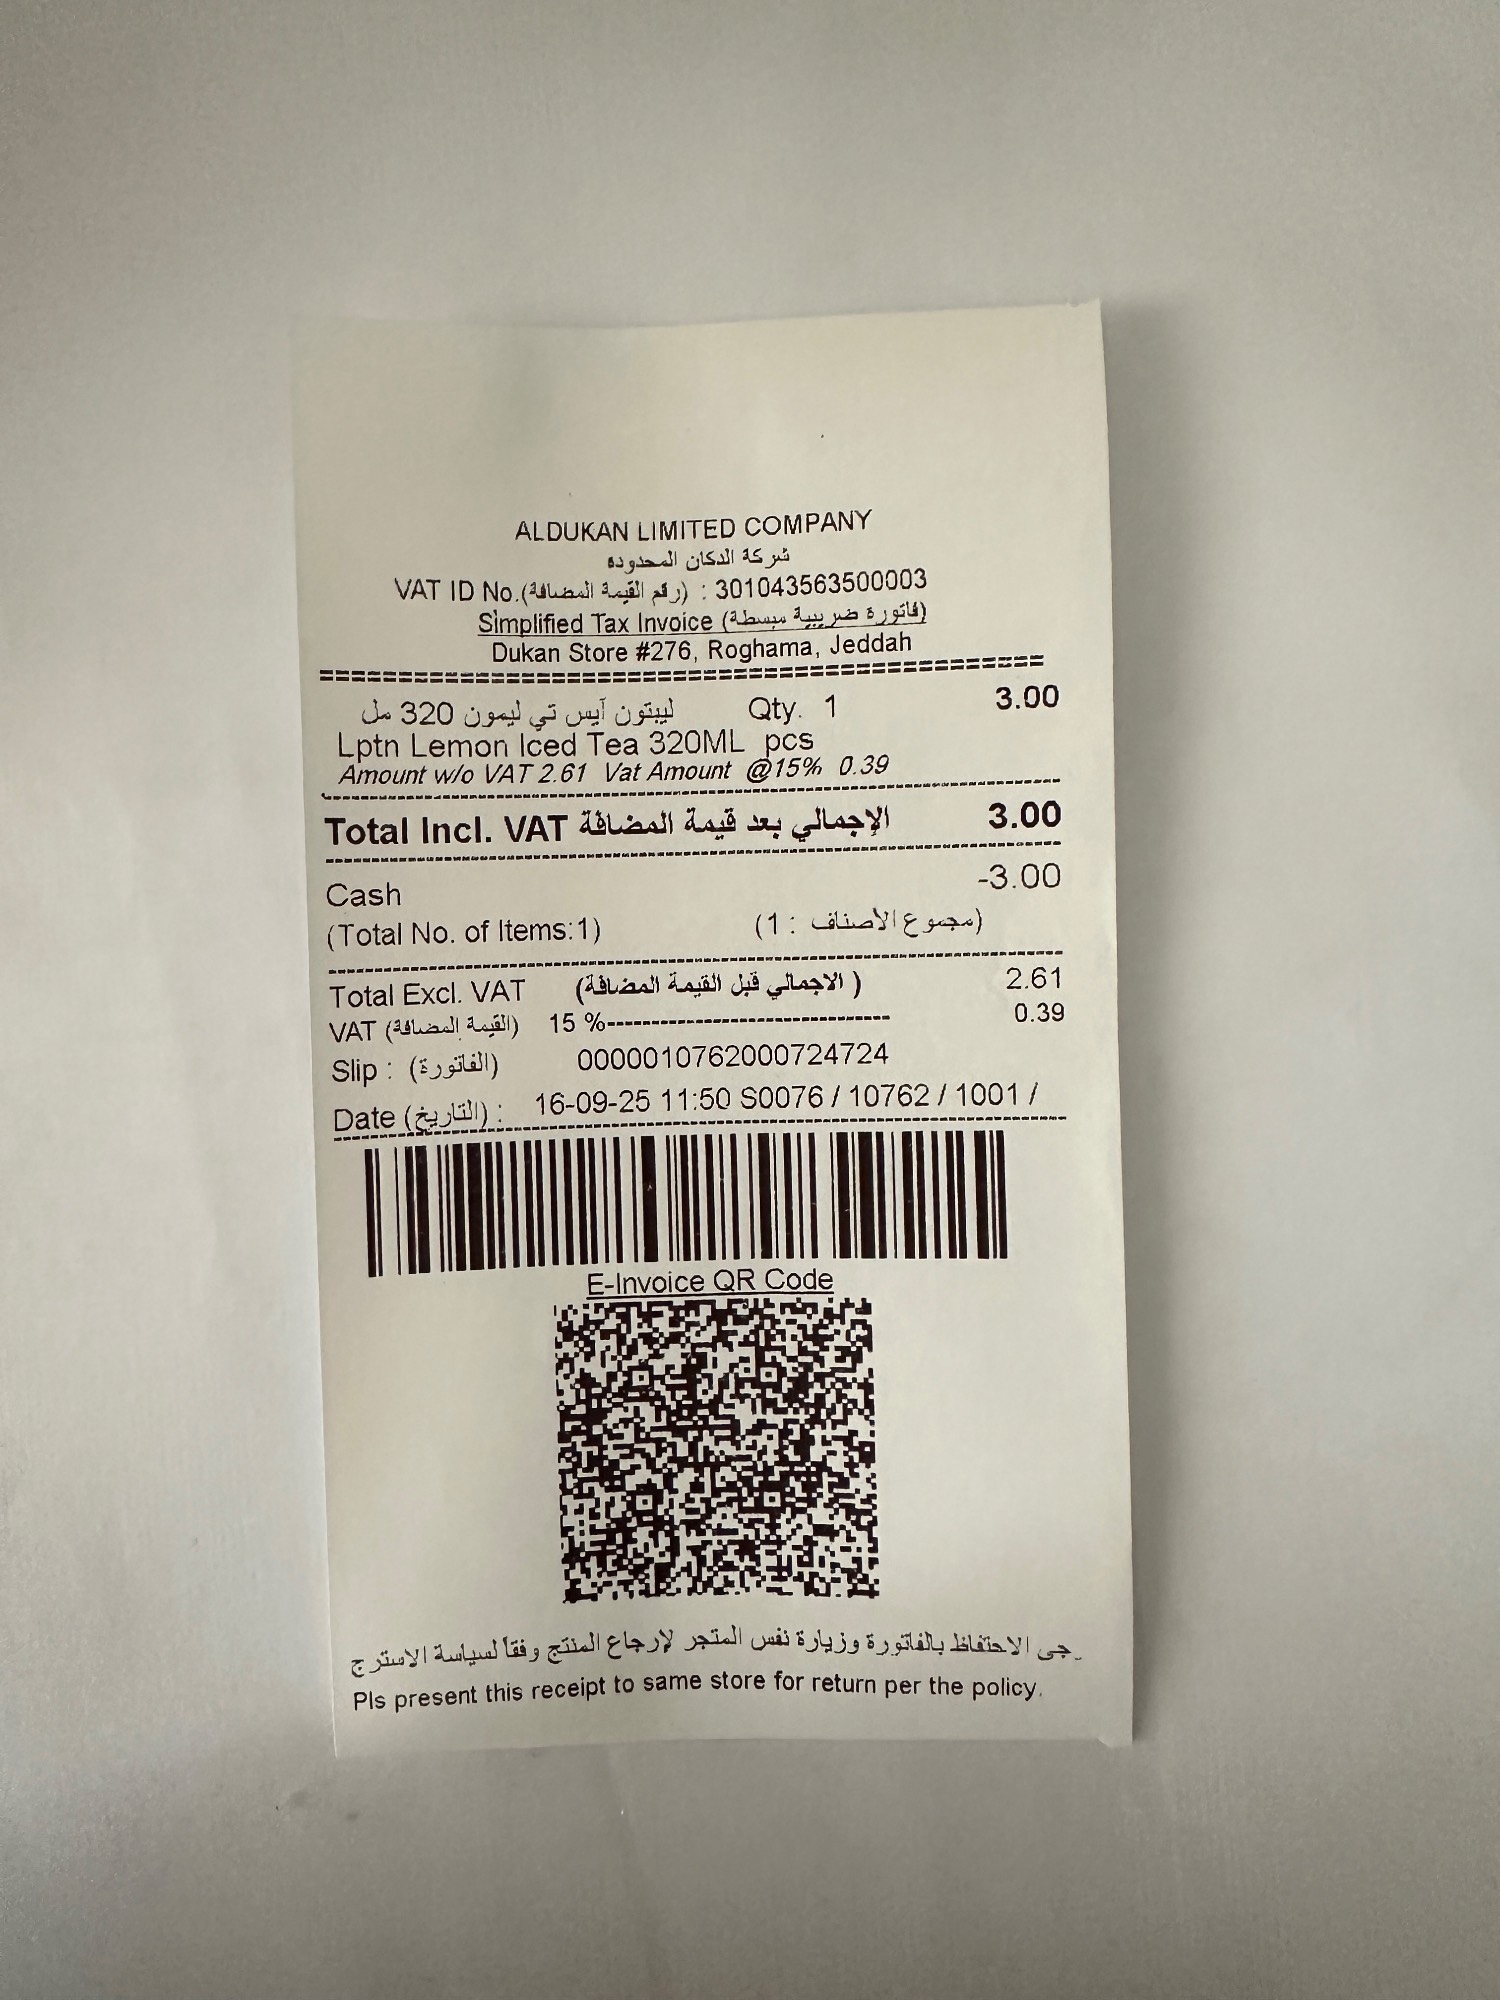 ALDUKAN LIMITED COMPANY
شركة الدكان المحدوده
VAT ID No.(رقم القيمة المضافة) : 301043563500003
Simplified Tax Invoice (فاتورة ضريبية مبسطة)
Dukan Store #276, Roghama, Jeddah
ليبتون آيس تي ليمون 320 مل Qty. 1 3.00
Lptn Lemon Iced Tea 320ML pcs
Amount w/o VAT 2.61 Vat Amount @15% 0.39
Total Incl. VAT الإجمالي بعد قيمة المضافة 3.00
Cash -3.00
(Total No. of Items:1) (مجموع الأصناف : 1)
Total Excl. VAT (الاجمالي قبل القيمة المضافة ) 2.61
VAT (القيمة المضافة) 15 % 0.39
Slip : (الفاتورة) 0000010762000724724
Date (التاريخ) : 16-09-25 11:50 S0076 / 10762 / 1001 /
E-Invoice QR Code
جى الاحتفاظ بالفاتورة وزيارة نفس المتجر لإرجاع المنتج وفقاً لسياسة الاسترج
Pls present this receipt to same store for return per the policy.